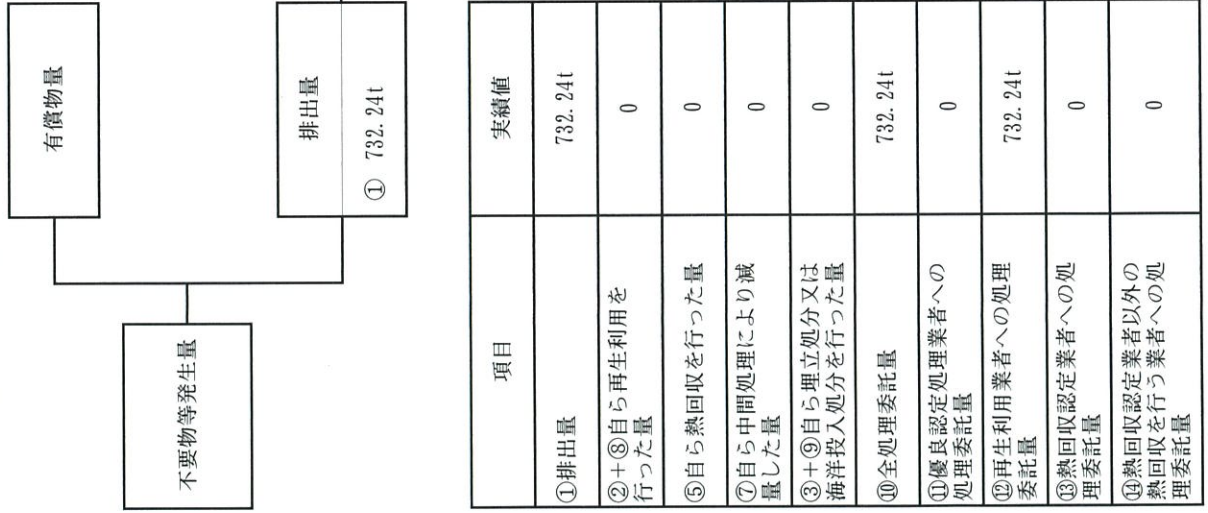 不要物等発生量
有償物量
排出量
① 732.24t
項目
実績値
①排出量
732.24t
②+⑧自ら再生利用を
行った量
0
⑤自ら熱回収を行った量
0
⑦自ら中間処理により減
量した量
0
③+⑨自ら埋立処分又は
海洋投入処分を行った量
0
⑩全処理委託量
732.24t
⑪優良認定処理業者への
処理委託量
0
⑫再生利用業者への処理
委託量
732.24t
⑬熱回収認定業者への処
理委託量
0
⑭熱回収認定業者以外の
熱回収を行う業者への処
理委託量
0